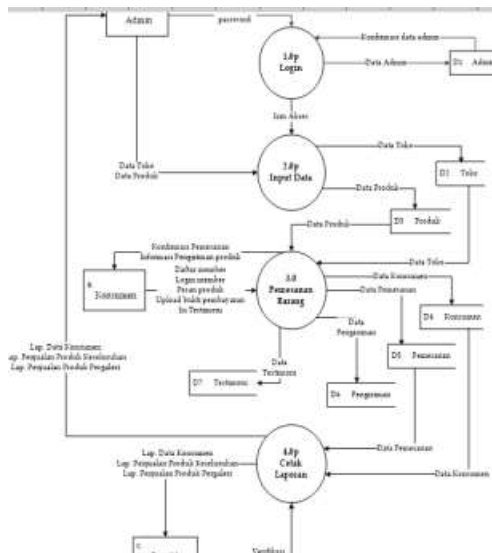 Admin
password
Konfirmasi data admin
1.0p
Login
Data Admin
D1 Admin
Izin Akses
Data Toko
Data Produk
2.0p
Input Data
Data Toko
D2 Toko
Data Produk
D3 Produk
Data Produk
Data Toko
Konfirmasi Pemesanan
Informasi Pengiriman produk
Daftar member
Login member
Pesan produk
Upload bukti pembayaran
Isi Testimoni
Konsumen
3.0
Pemesanan
Barang
Data Konsumen
Data Pemesanan
D4 Konsumen
Data
Pengiriman
D5 Pemesanan
Data
Testimoni
D7 Testimoni
D6 Pengiriman
Lap. Data Konsumen
ap. Penjualan Produk Keseluruhan
Lap. Penjualan Produk Pergaleri
4.0p
Cetak
Laporan
Data Pemesanan
Data Konsumen
Lap. Data Konsumen
Lap. Penjualan Produk Keseluruhan
Lap. Penjualan Produk Pergaleri